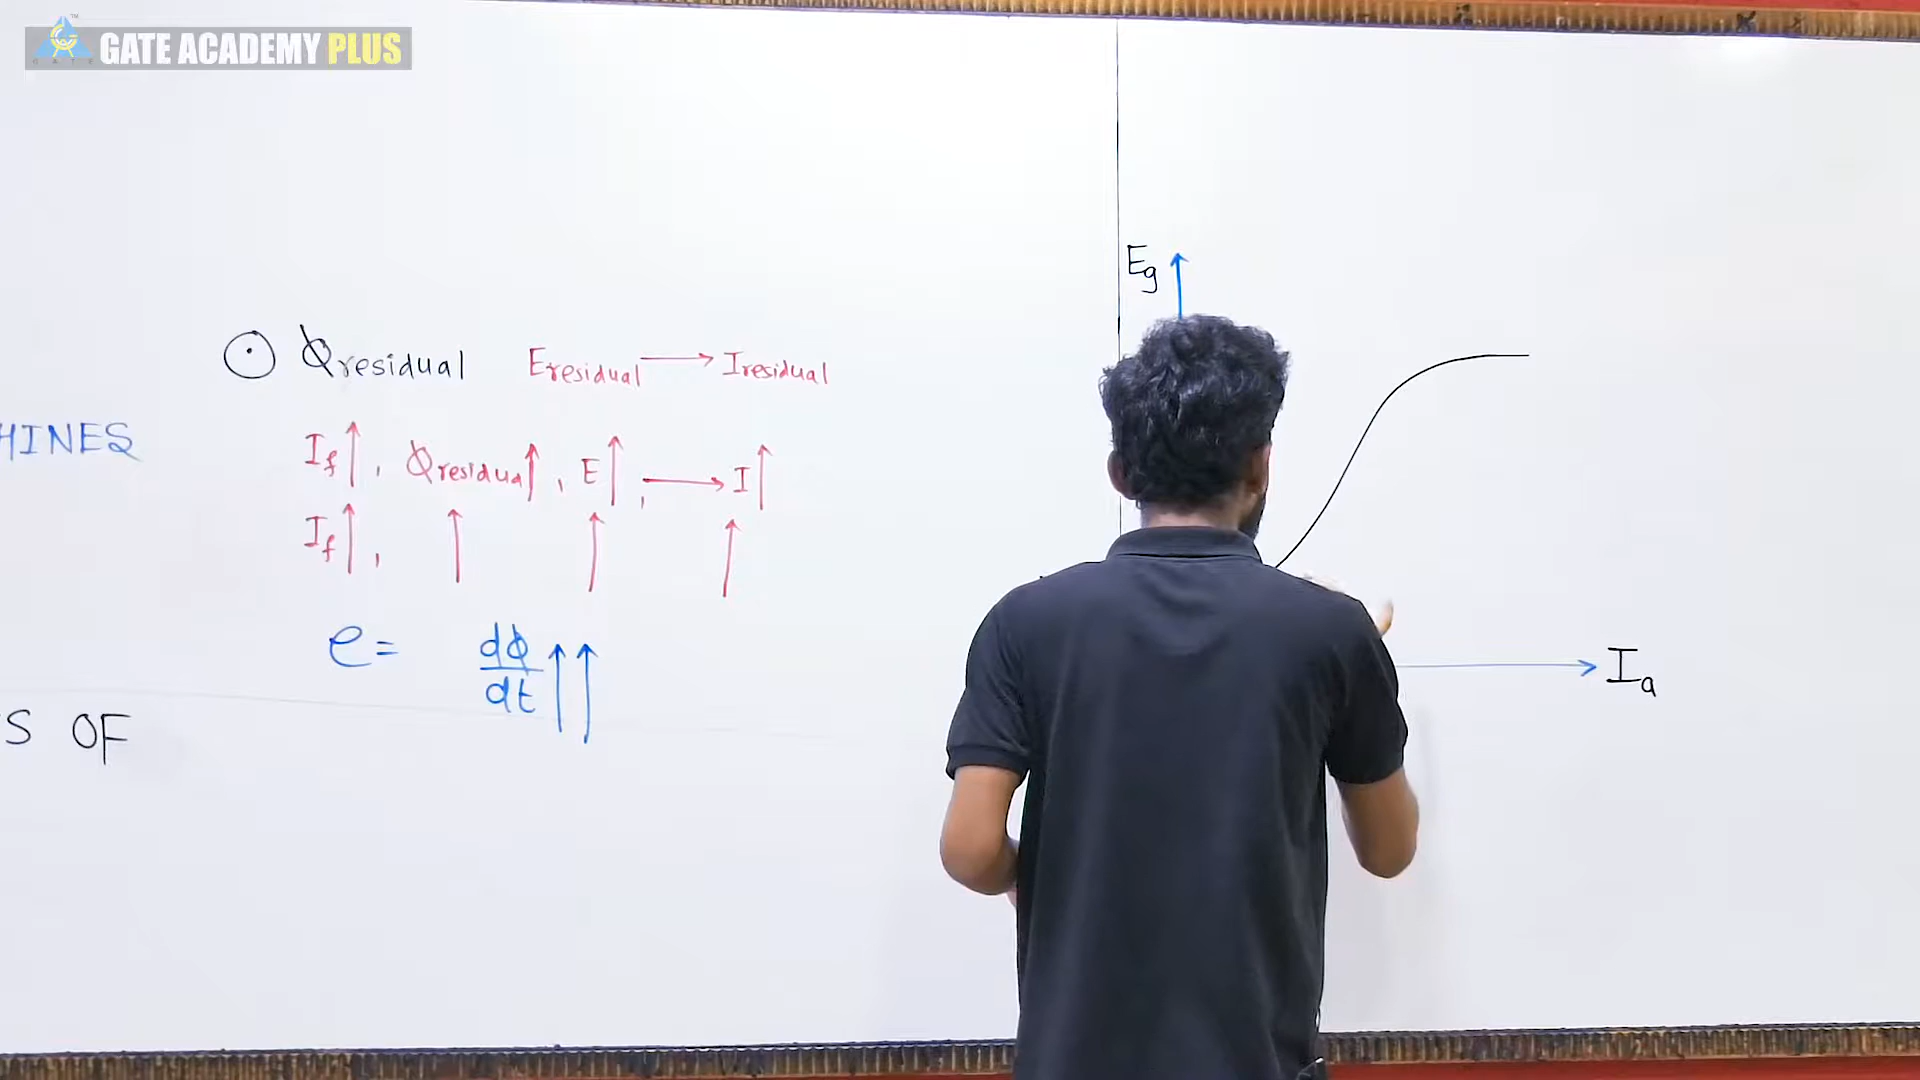 GATE ACADEMY PLUS
ϕresidual Eresidual → Iresidual
If↑, ϕresidual↑, E↑, → I↑
If↑, ↑ ↑ ↑
e = dϕ/dt ↑↑
HINES
S OF
Eg
Ia